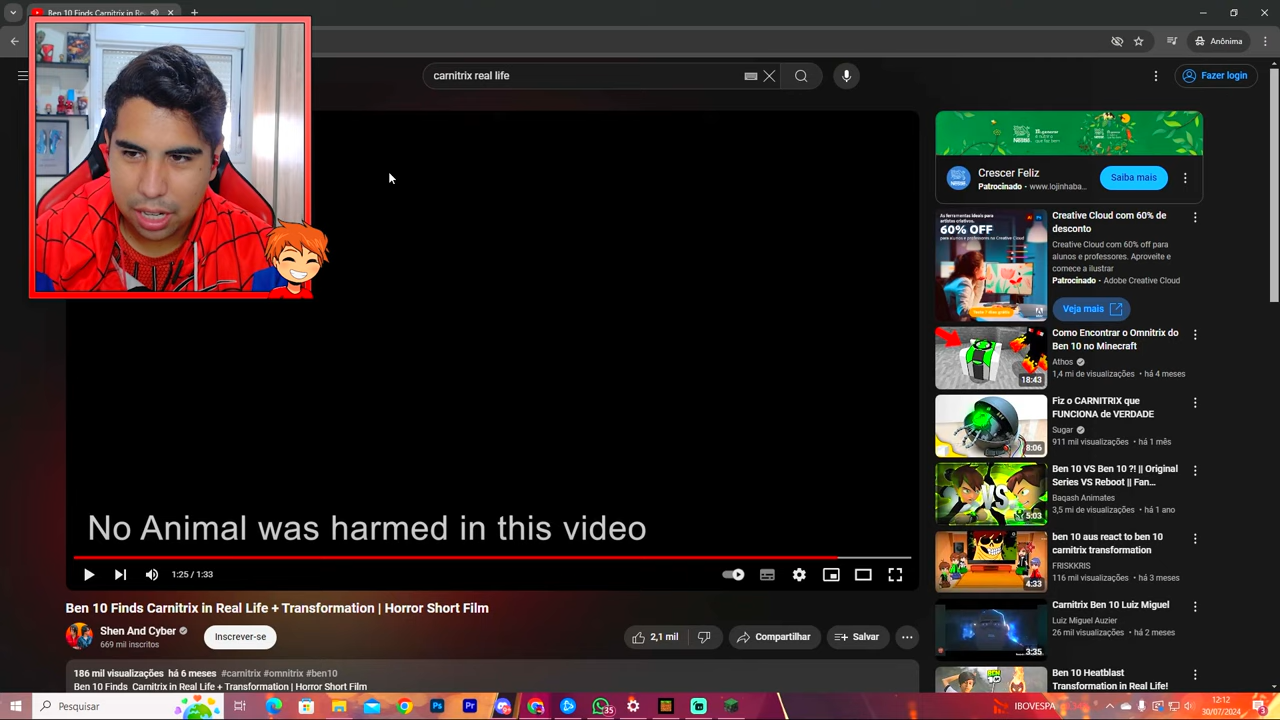 Ben 10 Finds Carnitrix in Re
carnitrix real life
Anônima
Fazer login
No Animal was harmed in this video
1:25 / 1:33
Ben 10 Finds Carnitrix in Real Life + Transformation | Horror Short Film
Shen And Cyber
669 mil inscritos
Inscrever-se
2,1 mil
Compartilhar
Salvar
186 mil visualizações há 6 meses #carnitrix #omnitrix #ben10
Ben 10 Finds Carnitrix in Real Life + Transformation | Horror Short Film
Crescer Feliz
Patrocinado · www.lojinhaba...
Saiba mais
60% OFF
Creative Cloud com 60% de
desconto
Creative Cloud com 60% off para
alunos e professores. Aproveite e
comece a ilustrar
Patrocinado · Adobe Creative Cloud
Veja mais
18:43
Como Encontrar o Omnitrix do
Ben 10 no Minecraft
Athos
1,4 mi de visualizações · há 4 meses
8:06
Fiz o CARNITRIX que
FUNCIONA de VERDADE
Sugar
911 mil visualizações · há 1 mês
VS
5:03
Ben 10 VS Ben 10 ?! || Original
Series VS Reboot || Fan...
Baqash Animates
3,5 mi de visualizações · há 1 ano
4:33
ben 10 aus react to ben 10
carnitrix transformation
FRISKKRIS
116 mil visualizações · há 3 meses
3:35
Carnitrix Ben 10 Luiz Miguel
Luiz Miguel Auzier
26 mil visualizações · há 2 meses
Ben 10 Heatblast
Transformation in Real Life!
Pesquisar
35
IBOVESPA
12:12
30/07/2024
3